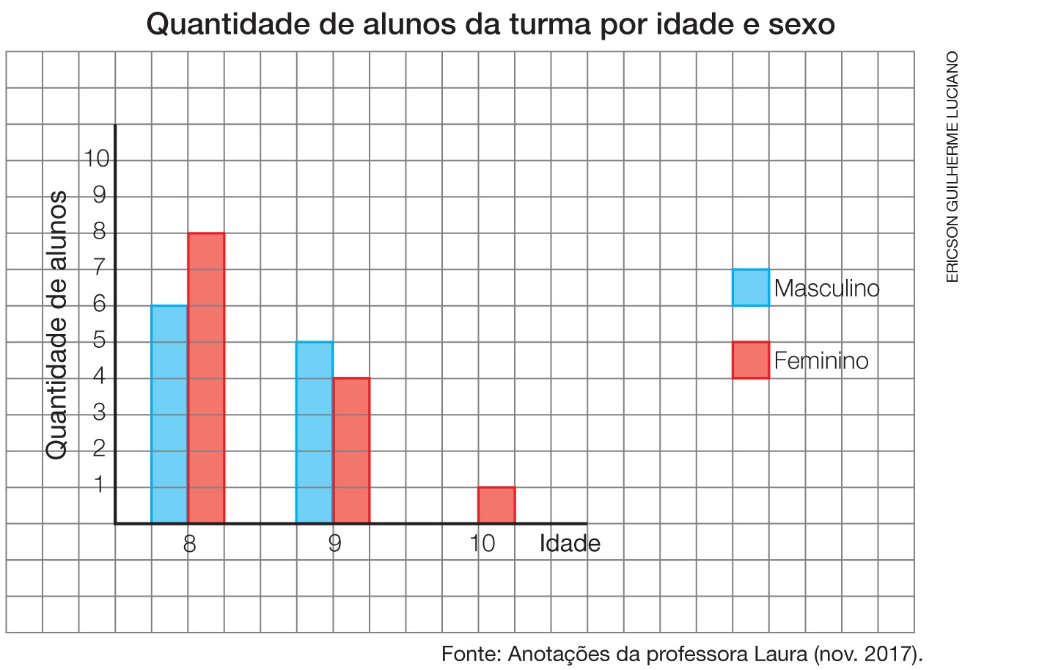 Quantidade de alunos da turma por idade e sexo
ERICSON GUILHERME LUCIANO
Quantidade de alunos
10
9
8
7
6
5
4
3
2
1
8 9 10 Idade
Masculino
Feminino
Fonte: Anotações da professora Laura (nov. 2017).